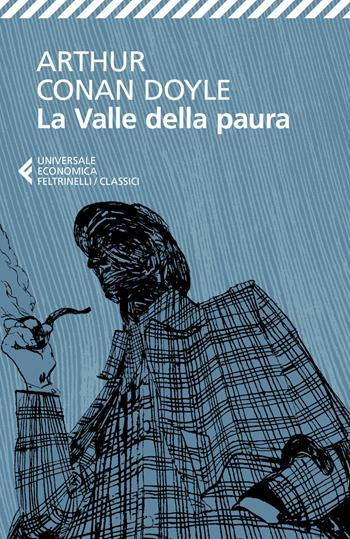 ARTHUR
CONAN DOYLE
La Valle della paura
UNIVERSALE
ECONOMICA
FELTRINELLI/CLASSICI